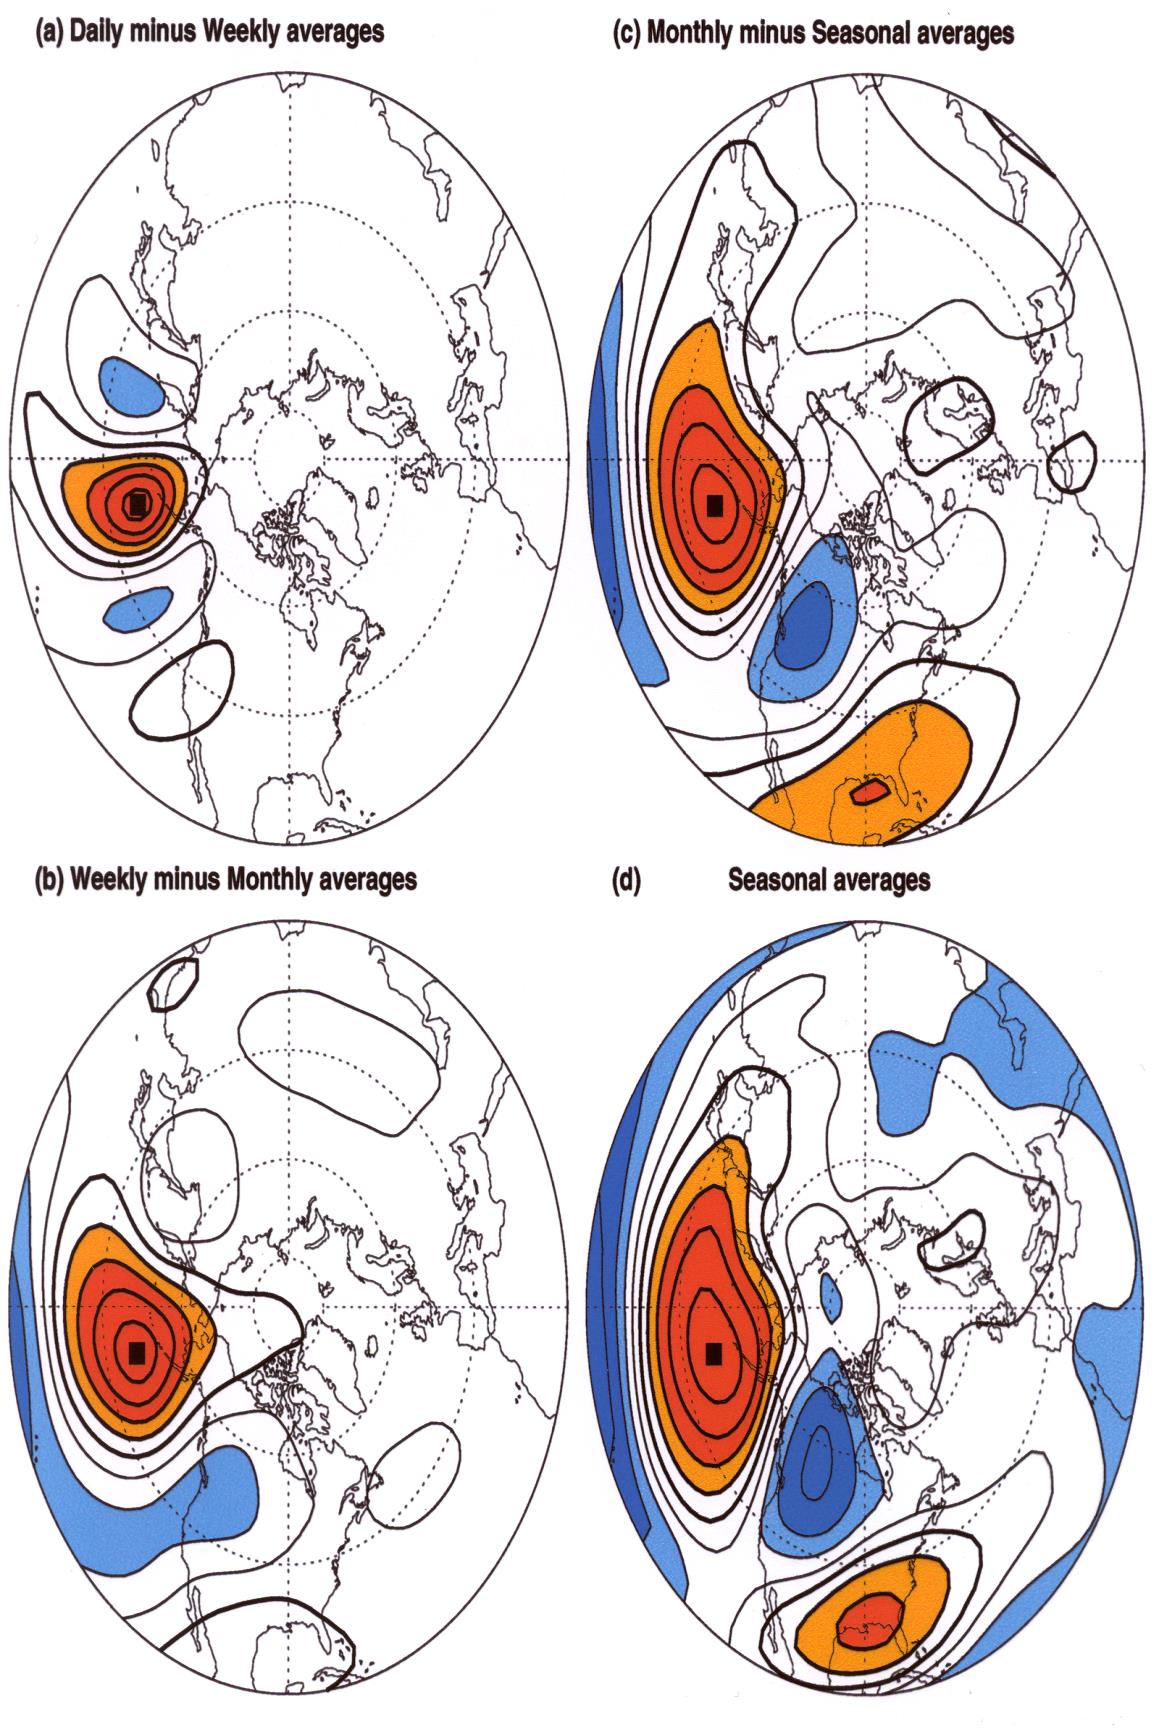 (a) Daily minus Weekly averages
(c) Monthly minus Seasonal averages
(b) Weekly minus Monthly averages
(d) Seasonal averages